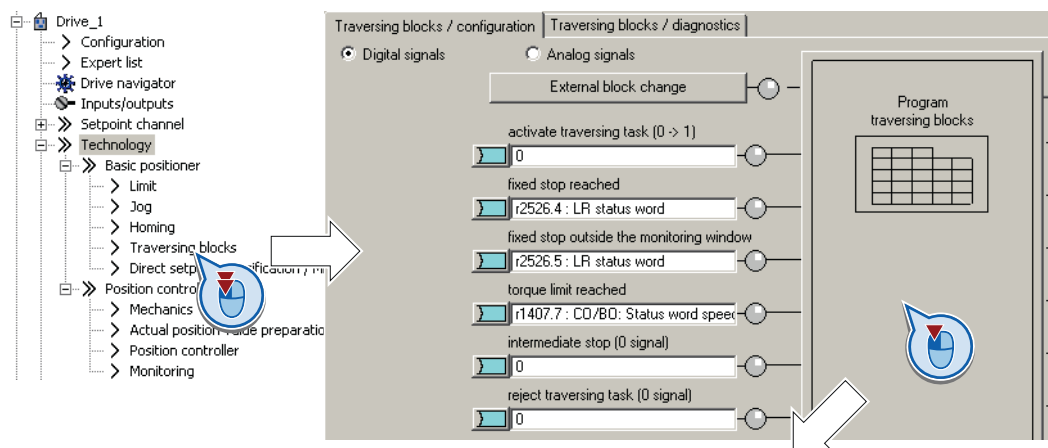 Drive_1
Configuration
Expert list
Drive navigator
Inputs/outputs
Setpoint channel
Technology
Basic positioner
Limit
Jog
Homing
Traversing blocks
Direct
Position
Mechanics
Actual position preparatio
Position controller
Monitoring
Traversing blocks / configuration
Traversing blocks / diagnostics
Digital signals
Analog signals
External block change
activate traversing task (0 -> 1)
0
fixed stop reached
r2526.4 : LR status word
fixed stop outside the monitoring window
r2526.5 : LR status word
torque limit reached
r1407.7 : CO/BO: Status word speed
intermediate stop (0 signal)
0
reject traversing task (0 signal)
0
Program
traversing blocks